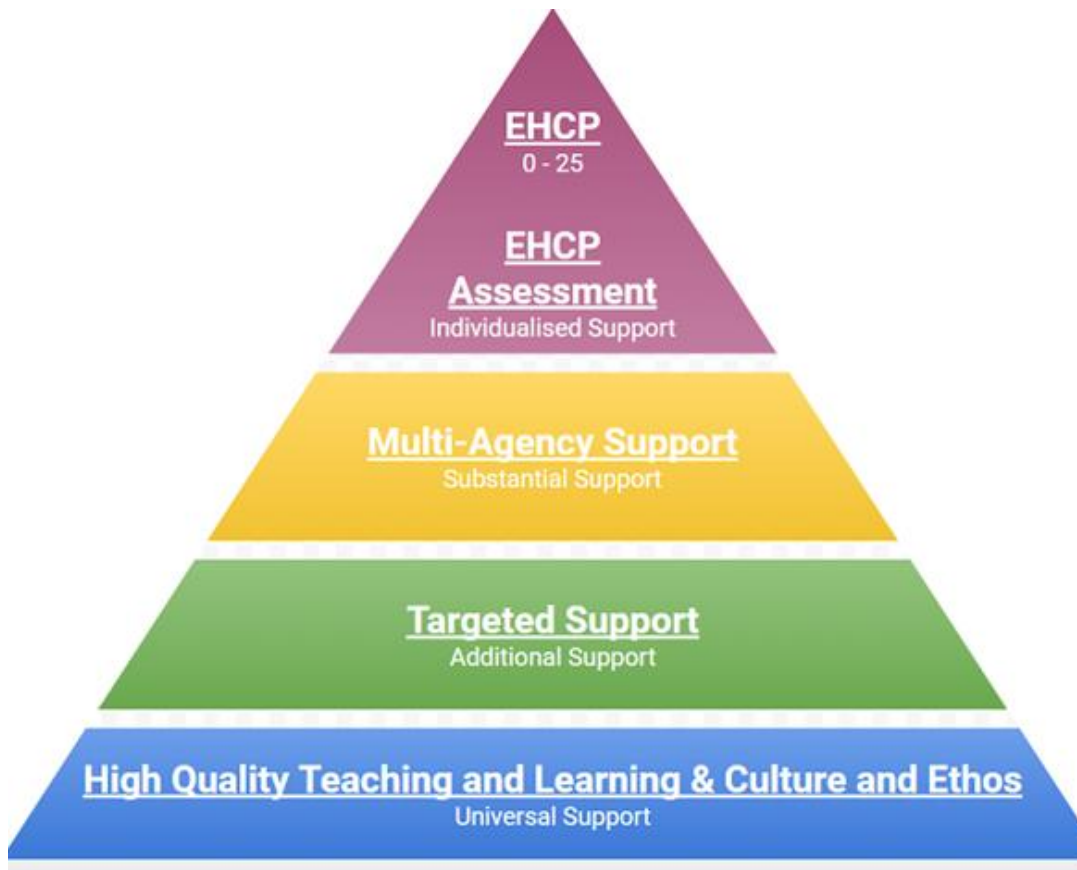 EHCP
0 - 25
EHCP
Assessment
Individualised Support
Multi-Agency Support
Substantial Support
Targeted Support
Additional Support
High Quality Teaching and Learning & Culture and Ethos
Universal Support